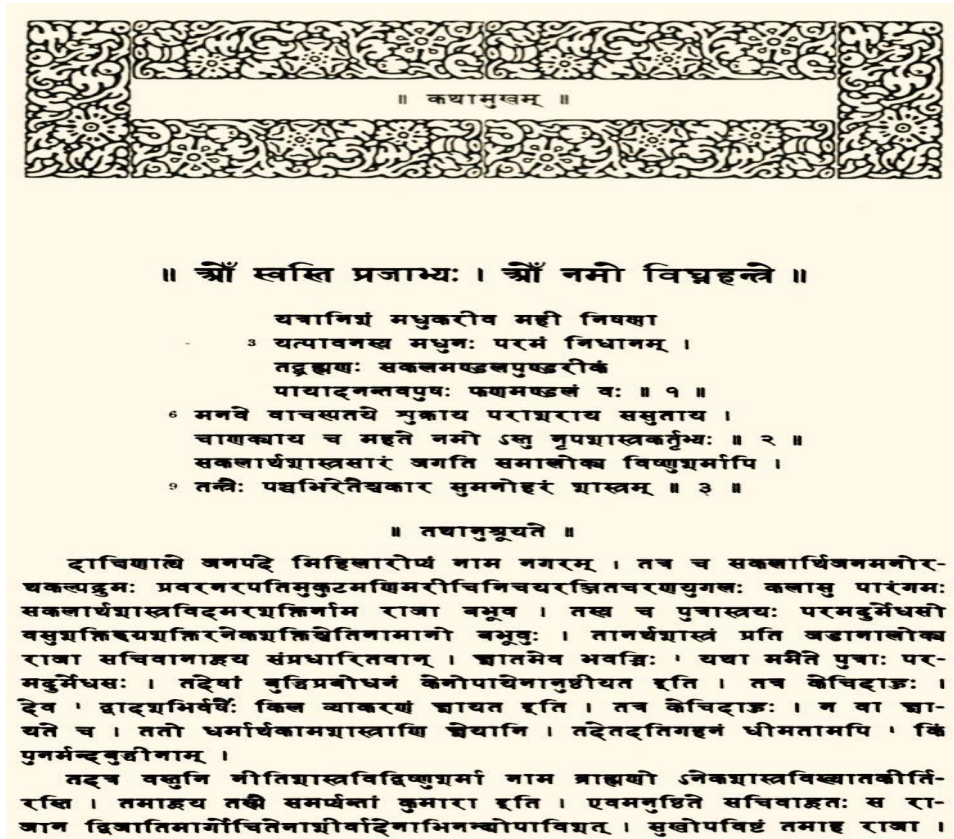 ॥ कथामुखम् ॥
॥ ओँ स्वस्ति प्रजाभ्यः । ओँ नमो विघ्नहन्त्रे ॥
यत्रानिशं मधुकरीव मही निषणा
3 यत्पावनस्य मधुनः परमं निधानम् ।
तद्ब्रह्मणः सकलमण्डलपुण्डरीकं
पायादनन्तवपुषः फणमण्डलं वः ॥ १ ॥
6 मनवे वाचस्पतये शुक्राय पराशराय ससुताय ।
चाणक्याय च महते नमो ऽस्तु नृपशास्त्रकर्तृभ्यः ॥ २ ॥
सकलार्थशास्त्रसारं जगति समालोक्य विष्णुशर्मापि ।
9 तन्त्रैः पञ्चभिरेतैश्चकार सुमनोहरं शास्त्रम् ॥ ३ ॥
॥ तथानुश्रूयते ॥
दाक्षिणात्ये जनपदे मिहिलारोप्यं नाम नगरम् । तत्र च सकलार्थिजनमनोर-
थकल्पद्रुमः प्रवरनरपतिमुकुटमणिमरीचिनिचयरञ्जितचरणयुगलः कलासु पारंगमः
सकलार्थशास्त्रविदमरशक्तिर्नाम राजा बभूव । तस्य च पुत्रास्त्रयः परमदुर्मेधसो
वसुशक्तिरुयशक्तिरनेकशक्तिश्चेतिनामानो बभूवुः । तानर्थशास्त्रं प्रति जडानालोक्य
राजा सचिवानाहूय संप्रधारितवान् । ज्ञातमेव भवद्भिः ' यथा ममैते पुत्राः पर-
मदुर्मेधसः । तदेषां बुद्धिप्रबोधनं केनोपायेनानुष्ठीयत इति । तत्र केचिदाहुः ।
देव ' द्वादशभिर्वर्षैः किल व्याकरणं ज्ञायत इति । तत्र केचिदाहुः । न वा ज्ञा-
यते च । ततो धर्मार्थकामशास्त्राणि ज्ञेयानि । तदेतदतिगहनं धीमतामपि ' किं
पुनर्मन्दबुद्धीनाम् ।
तदत्र वस्तुनि नीतिशास्त्रविद्विष्णुशर्मा नाम ब्राह्मणो ऽनेकशास्त्रविख्यातकीर्ति-
रस्ति । तमाहूय तस्मै समर्प्यन्तां कुमारा इति । एवमनुष्ठिते सचिवाहूतः स रा-
जानं द्विजातिमार्गोचितेनाशीर्वादेनाभिनन्द्योपाविशत् । सुखोपविष्टं तमाह राजा ।